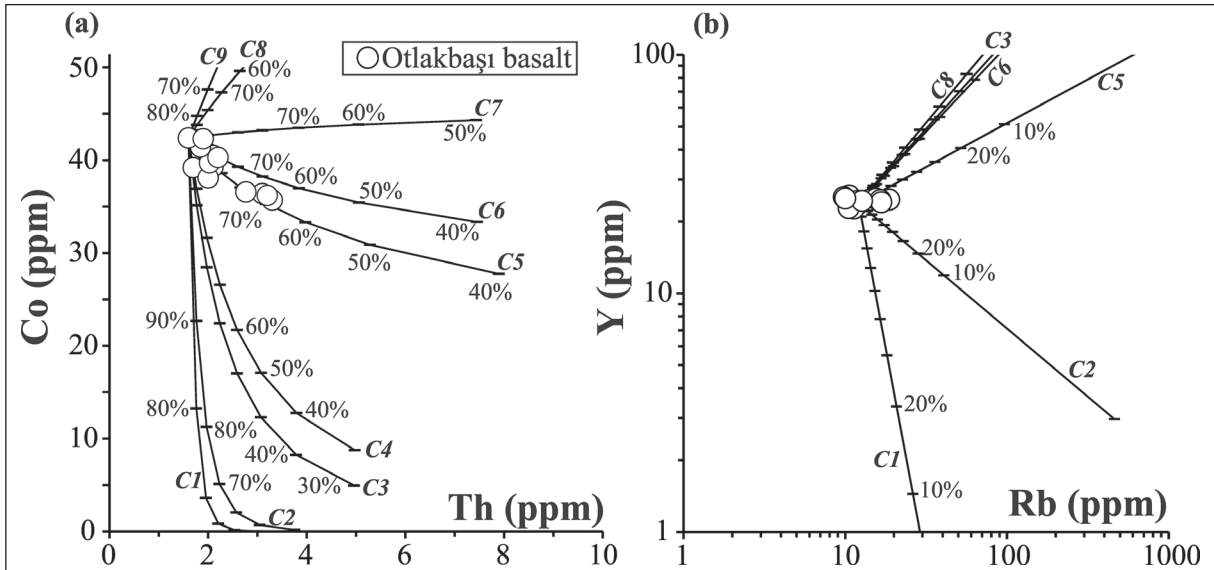 (a)
Otlakbaşı basalt
C9
C8
60%
70%
70%
80%
70%
60%
C7
50%
70%
60%
50%
C6
40%
70%
60%
50%
C5
40%
90%
60%
50%
80%
40%
80%
C4
40%
C1
70%
30%
C3
C2
Th (ppm)
Co (ppm)
50
40
30
20
10
0
0
2
4
6
8
10
(b)
C3
C8
C6
C5
10%
20%
20%
10%
C2
20%
C1
10%
Rb (ppm)
Y (ppm)
100
10
1
1
10
100
1000